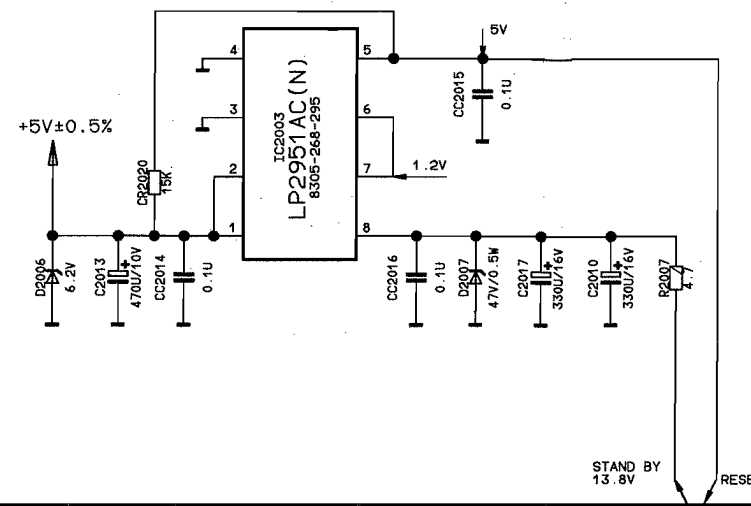 5V
4
5
3
6
2
7
1
8
IC2003
LP2951AC(N)
8305-268-295
CC2015
0.1U
+5V±0.5%
CR2020
15K
1.2V
D2006
6.2V
C2013
470U/10V
+
CC2014
0.1U
CC2016
0.1U
D2007
47V/0.5W
C2017
330U/16V
+
C2010
330U/16V
+
R2007
4.7
STAND BY
13.8V
RESE